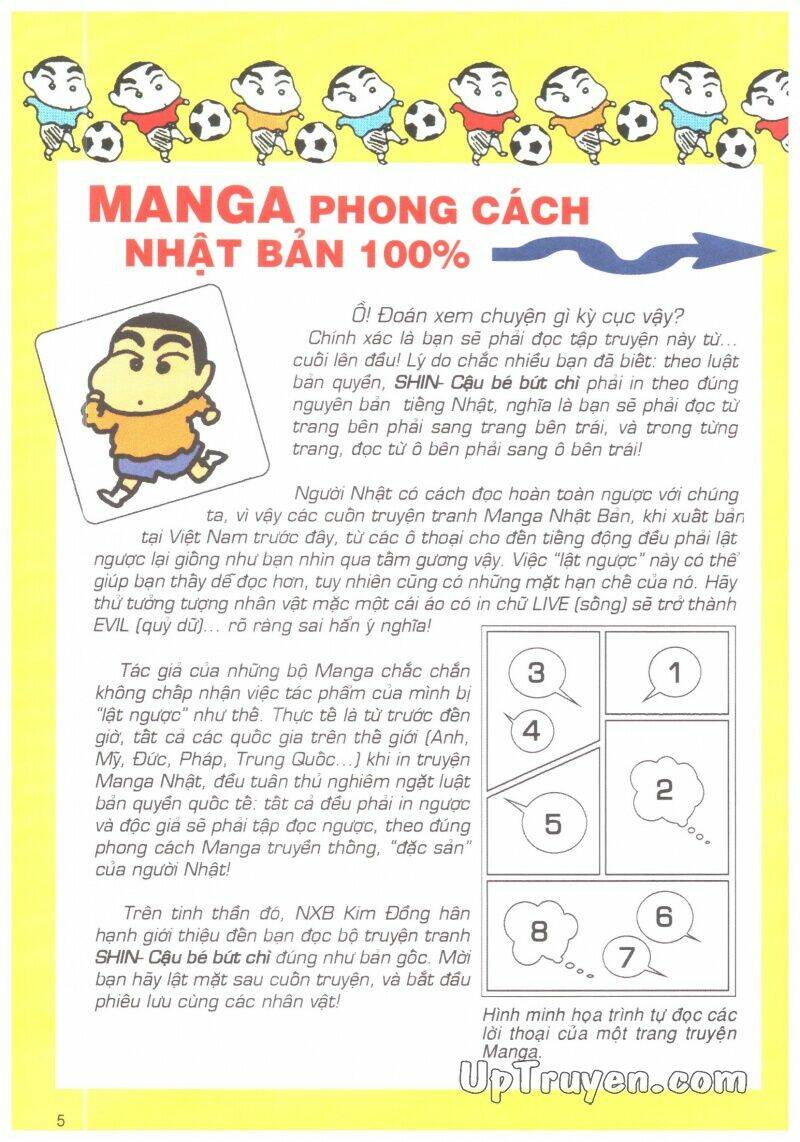 MANGA PHONG CÁCH
NHẬT BẢN 100%
Ồ! Đoán xem chuyện gì kỳ cục vậy?
Chính xác là bạn sẽ phải đọc tập truyện này từ...
cuối lên đầu! Lý do chắc nhiều bạn đã biết: theo luật
bản quyền, SHIN- Cậu bé bút chì phải in theo đúng
nguyên bản tiếng Nhật, nghĩa là bạn sẽ phải đọc từ
trang bên phải sang trang bên trái, và trong từng
trang, đọc từ ô bên phải sang ô bên trái!
Người Nhật có cách đọc hoàn toàn ngược với chúng
ta, vì vậy các cuốn truyện tranh Manga Nhật Bản, khi xuất bản
tại Việt Nam trước đây, từ các ô thoại cho đến tiếng động đều phải lật
ngược lại giống như bạn nhìn qua tấm gương vậy. Việc "lật ngược" này có thể
giúp bạn thấy dễ đọc hơn, tuy nhiên cũng có những mặt hạn chế của nó. Hãy
thử tưởng tượng nhân vật mặc một cái áo có in chữ LIVE (sống) sẽ trở thành
EVIL (quỷ dữ)... rõ ràng sai hẳn ý nghĩa!
Tác giả của những bộ Manga chắc chắn
không chấp nhận việc tác phẩm của mình bị
"lật ngược" như thế. Thực tế là từ trước đến
giờ, tất cả các quốc gia trên thế giới (Anh,
Mỹ, Đức, Pháp, Trung Quốc...) khi in truyện
Manga Nhật, đều tuân thủ nghiêm ngặt luật
bản quyền quốc tế: tất cả đều phải in ngược
và độc giả sẽ phải tập đọc ngược, theo đúng
phong cách Manga truyền thống, "đặc sản"
của người Nhật!
Trên tinh thần đó, NXB Kim Đồng hân
hạnh giới thiệu đến bạn đọc bộ truyện tranh
SHIN- Cậu bé bút chì đúng như bản gốc. Mời
bạn hãy lật mặt sau cuốn truyện, và bắt đầu
phiêu lưu cùng các nhân vật!
1
2
3
4
5
6
7
8
Hình minh họa trình tự đọc các
lời thoại của một trang truyện
Manga.
UpTruyen.com
5